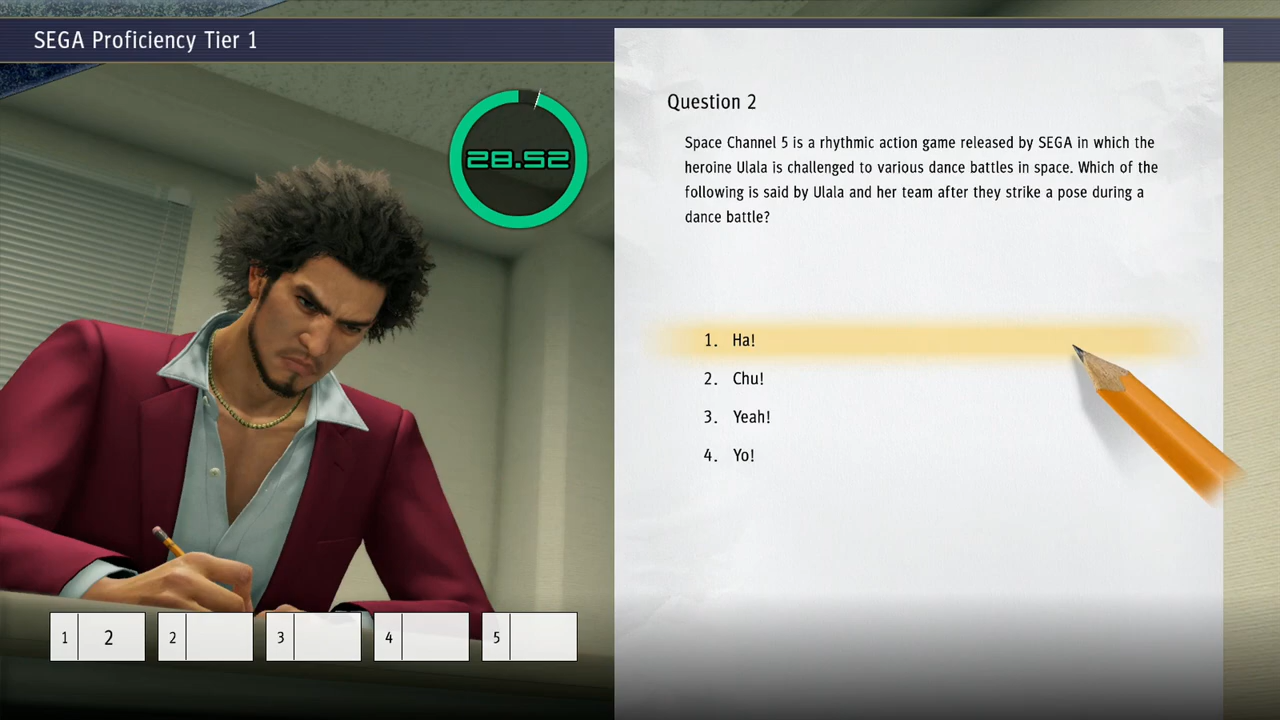 SEGA Proficiency Tier 1
28.52
Question 2
Space Channel 5 is a rhythmic action game released by SEGA in which the
heroine Ulala is challenged to various dance battles in space. Which of the
following is said by Ulala and her team after they strike a pose during a
dance battle?
1. Ha!
2. Chu!
3. Yeah!
4. Yo!
1 2 2 3 4 5